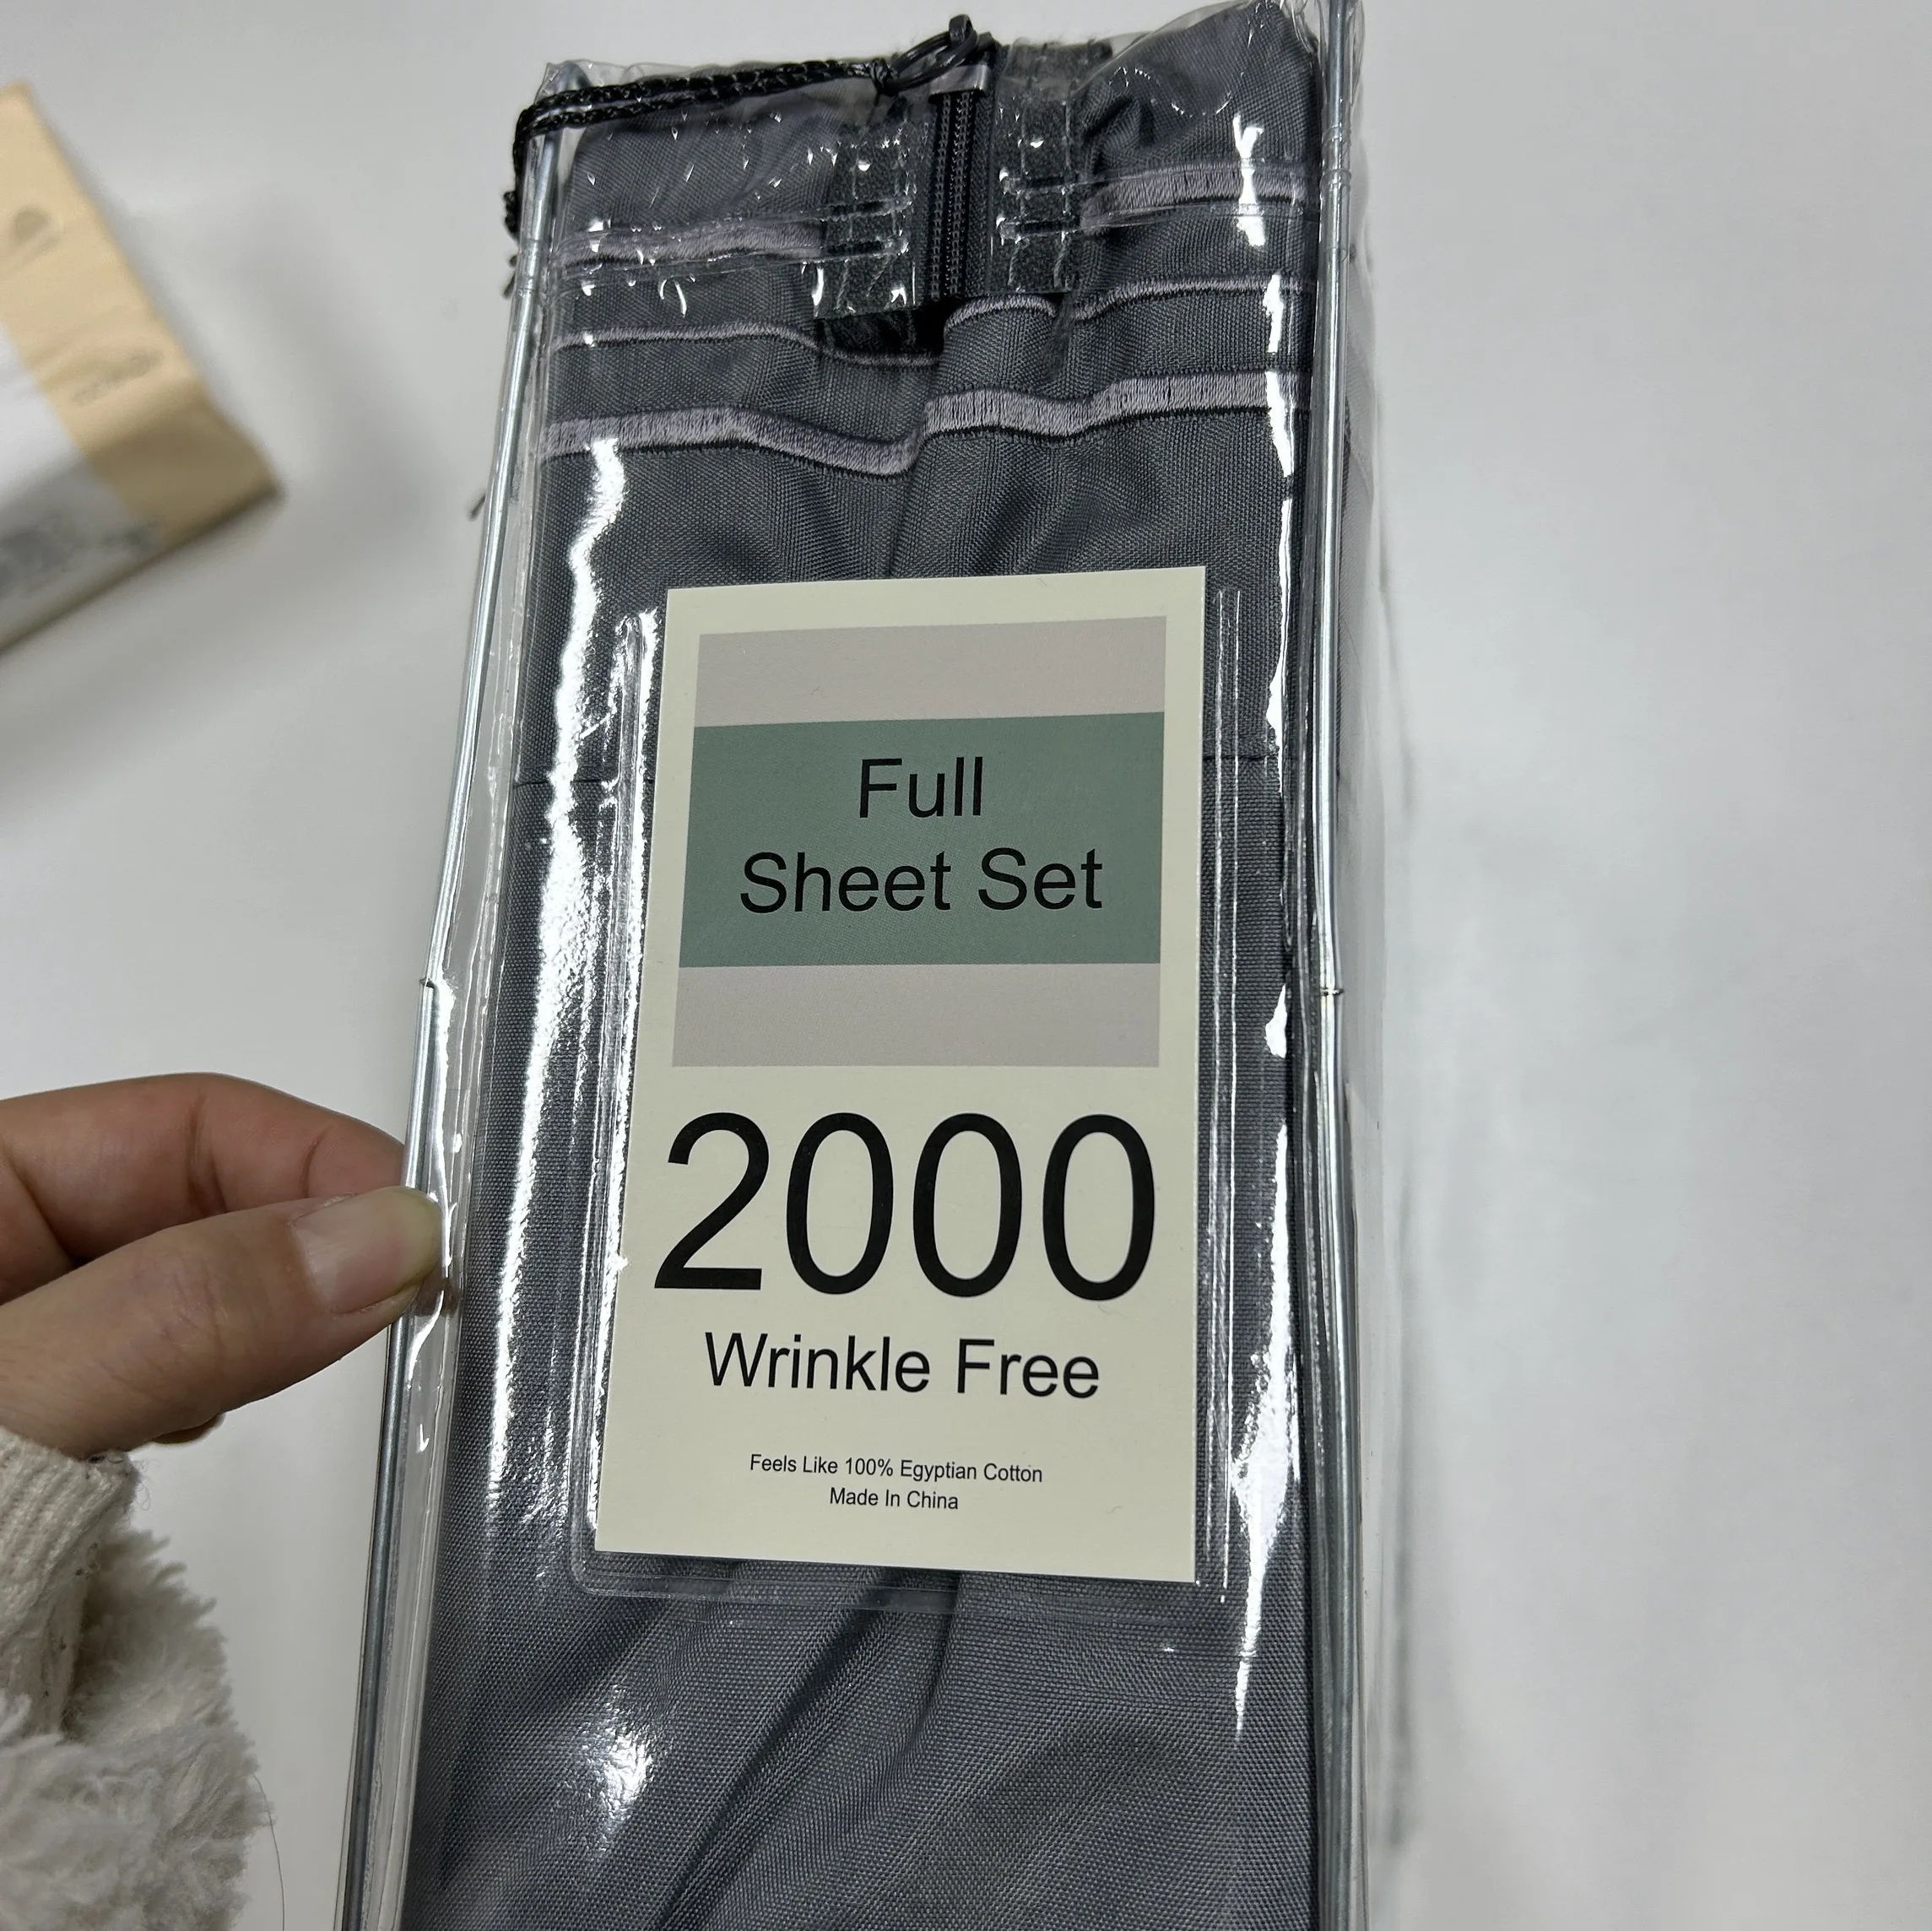 Full
Sheet Set
2000
Wrinkle Free
Feels Like 100% Egyptian Cotton
Made In China